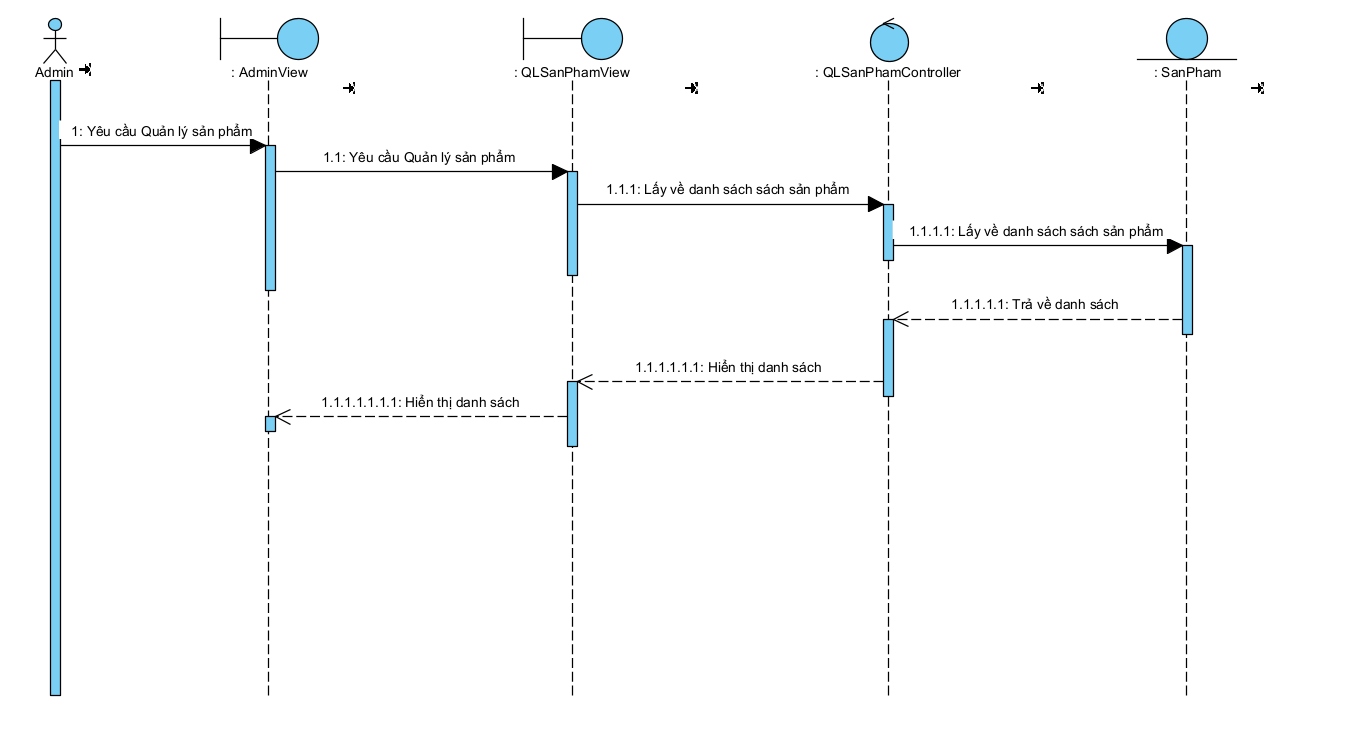 Admin
: AdminView
: QLSanPhamView
: QLSanPhamController
: SanPham
1: Yêu cầu Quản lý sản phẩm
1.1: Yêu cầu Quản lý sản phẩm
1.1.1: Lấy về danh sách sách sản phẩm
1.1.1.1: Lấy về danh sách sách sản phẩm
1.1.1.1.1: Trả về danh sách
1.1.1.1.1.1: Hiển thị danh sách
1.1.1.1.1.1.1: Hiển thị danh sách